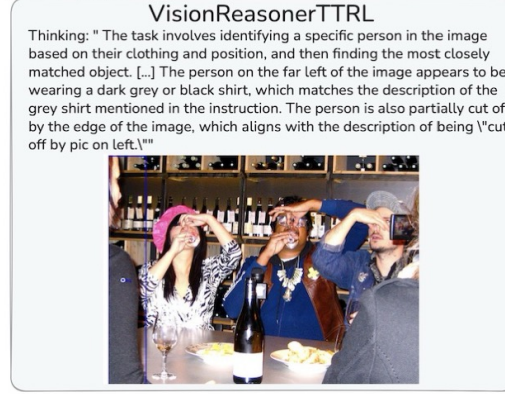 VisionReasonerTTRL
Thinking: " The task involves identifying a specific person in the image
based on their clothing and position, and then finding the most closely
matched object. [...] The person on the far left of the image appears to be
wearing a dark grey or black shirt, which matches the description of the
grey shirt mentioned in the instruction. The person is also partially cut of
by the edge of the image, which aligns with the description of being \"cut
off by pic on left.\""